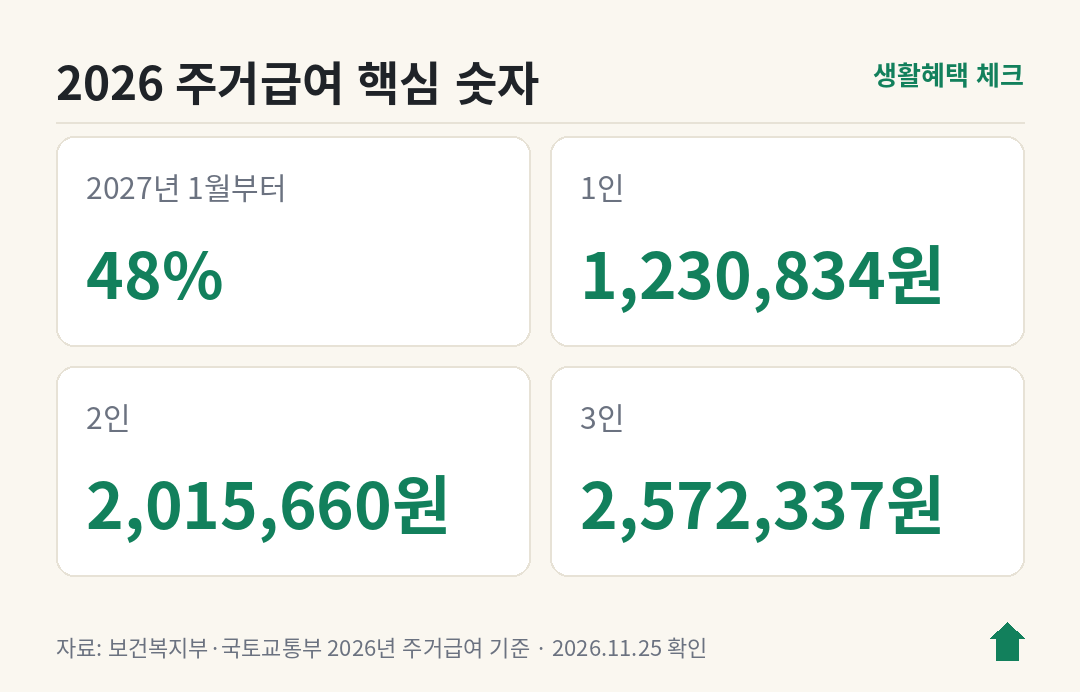 2026 주거급여 핵심 숫자
생활혜택 체크
2027년 1월부터
48%
1인
1,230,834원
2인
2,015,660원
3인
2,572,337원
자료: 보건복지부·국토교통부 2026년 주거급여 기준 · 2026.11.25 확인